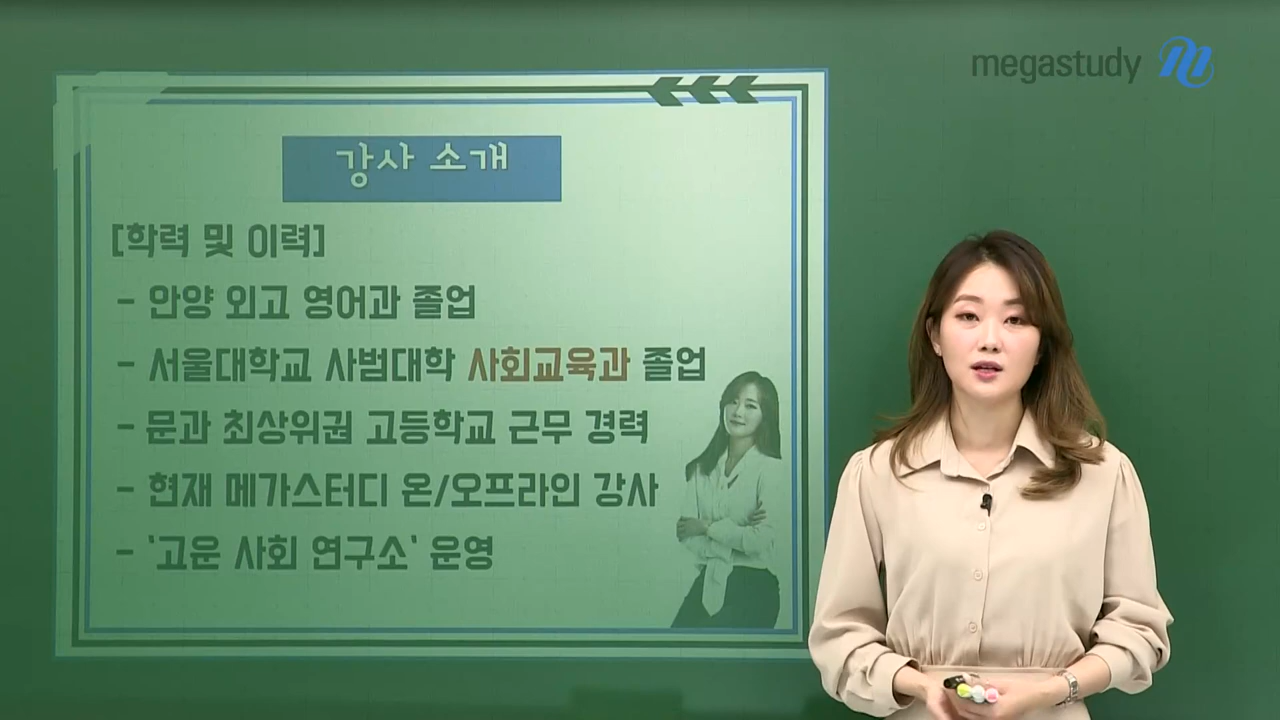 megastudy
강사 소개
[학력 및 이력]
- 안양 외고 영어과 졸업
- 서울대학교 사범대학 사회교육과 졸업
- 문과 최상위권 고등학교 근무 경력
- 현재 메가스터디 온/오프라인 강사
- '고운 사회 연구소' 운영